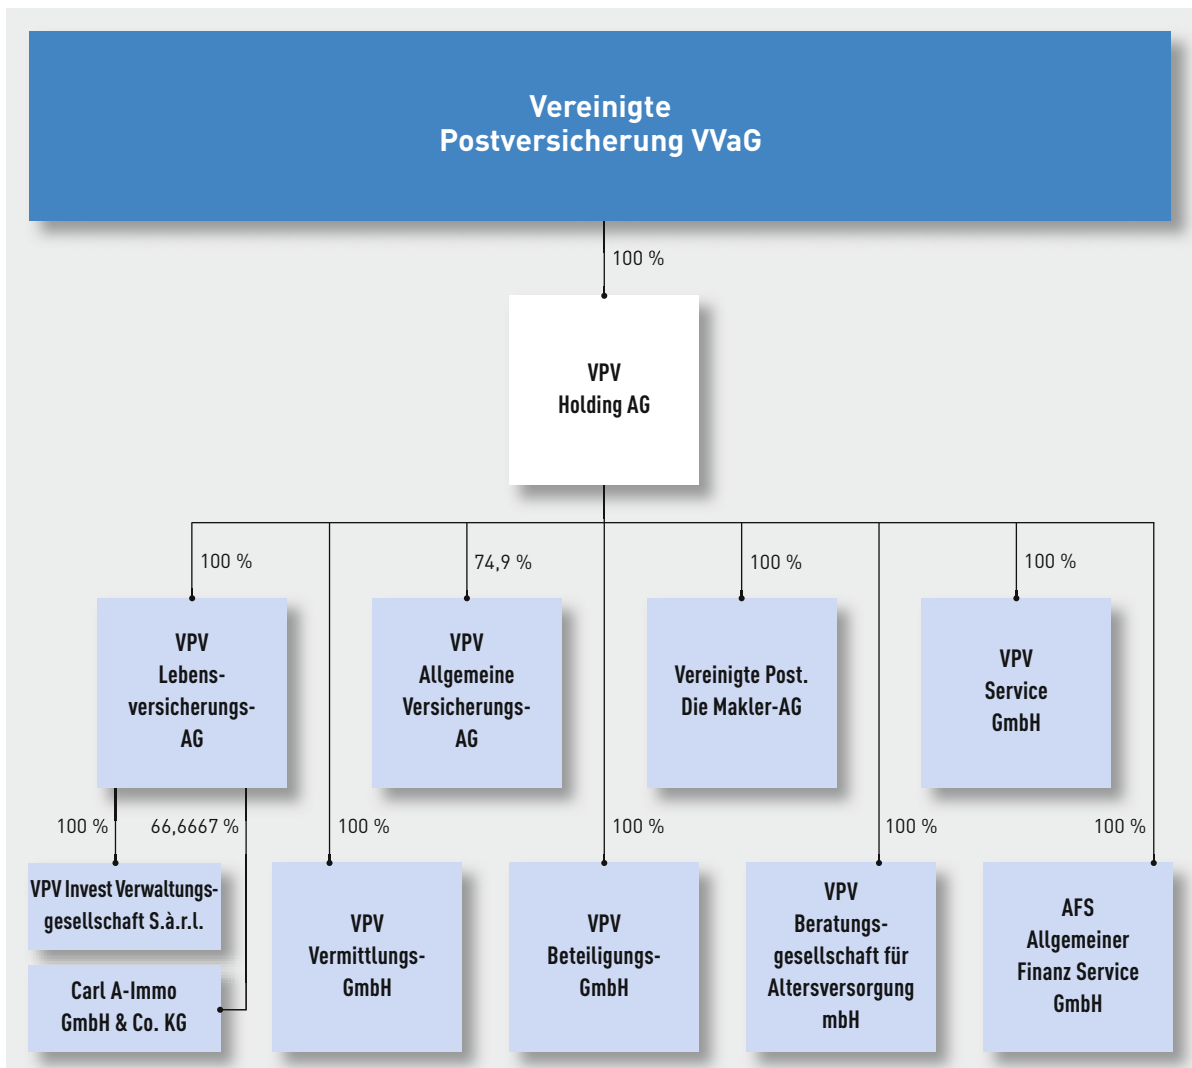 Vereinigte
Postversicherung VVaG
100 %
VPV
Holding AG
100 %
74,9 %
100 %
100 %
VPV
Lebens-
versicherungs-
AG
VPV
Allgemeine
Versicherungs-
AG
Vereinigte Post.
Die Makler-AG
VPV
Service
GmbH
100 %
66,6667 %
100 %
100 %
100 %
100 %
VPV Invest Verwaltungs-
gesellschaft S.à.r.l.
Carl A-Immo
GmbH & Co. KG
VPV
Vermittlungs-
GmbH
VPV
Beteiligungs-
GmbH
VPV
Beratungs-
gesellschaft für
Altersversorgung
mbH
AFS
Allgemeiner
Finanz Service
GmbH